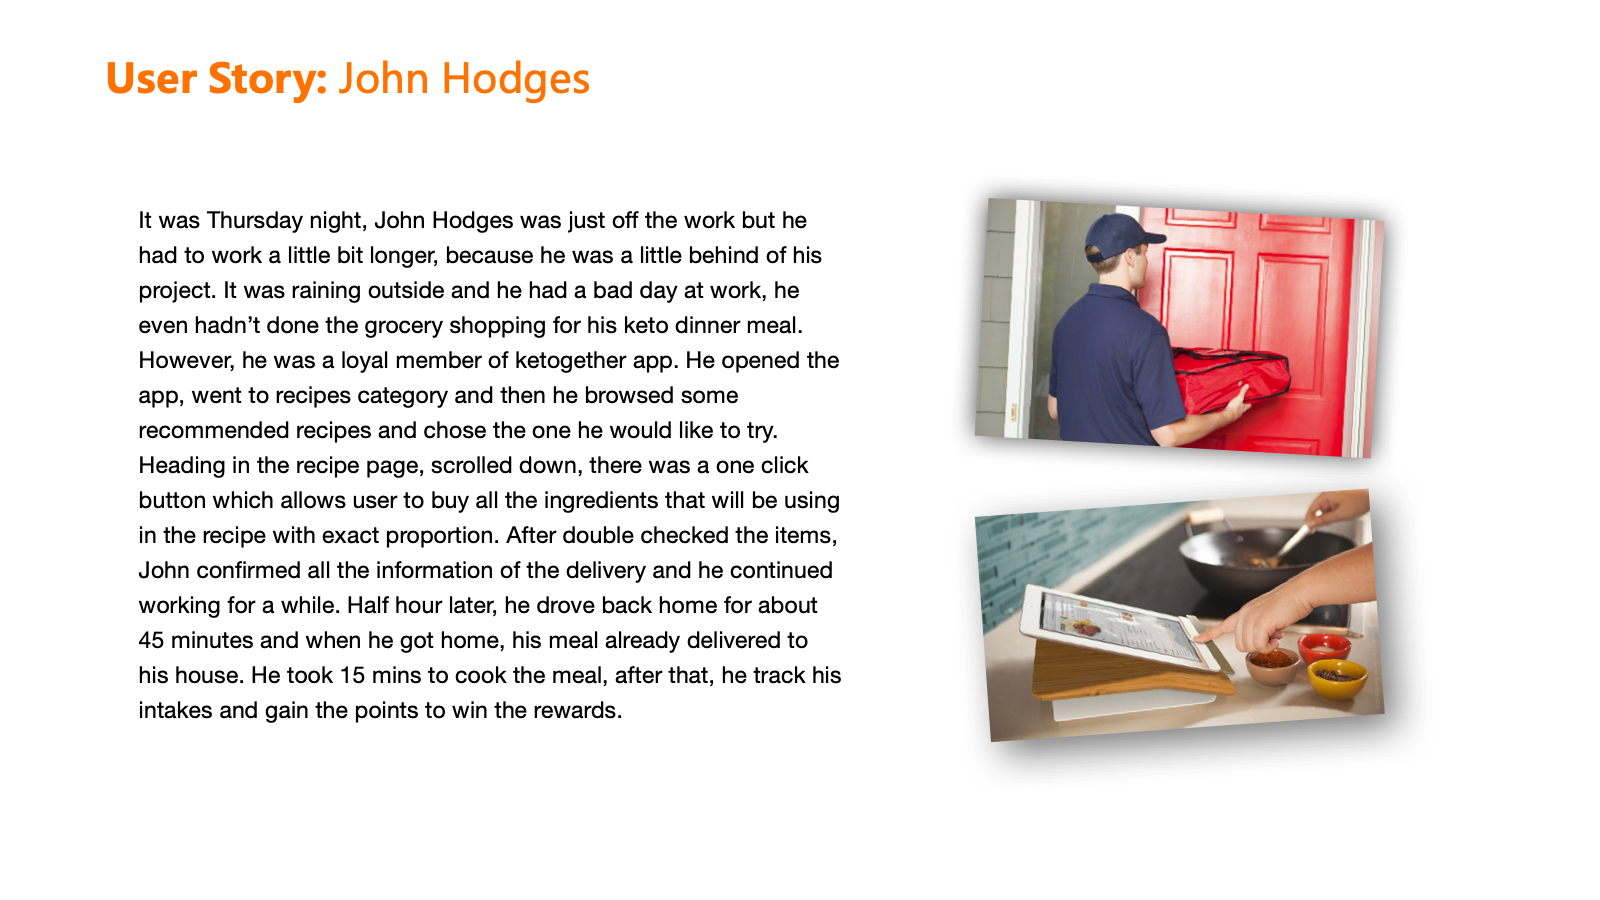 User Story: John Hodges
It was Thursday night, John Hodges was just off the work but he
had to work a little bit longer, because he was a little behind of his
project. It was raining outside and he had a bad day at work, he
even hadn’t done the grocery shopping for his keto dinner meal.
However, he was a loyal member of ketogether app. He opened the
app, went to recipes category and then he browsed some
recommended recipes and chose the one he would like to try.
Heading in the recipe page, scrolled down, there was a one click
button which allows user to buy all the ingredients that will be using
in the recipe with exact proportion. After double checked the items,
John confirmed all the information of the delivery and he continued
working for a while. Half hour later, he drove back home for about
45 minutes and when he got home, his meal already delivered to
his house. He took 15 mins to cook the meal, after that, he track his
intakes and gain the points to win the rewards.